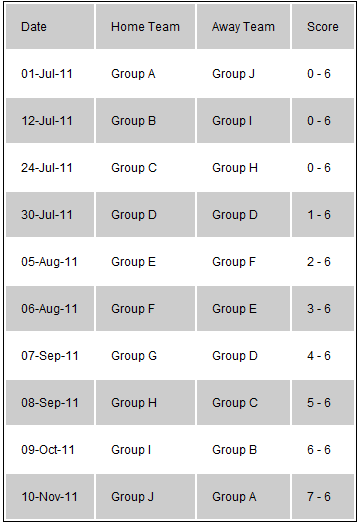 Date Home Team Away Team Score
01-Jul-11 Group A Group J 0 - 6
12-Jul-11 Group B Group I 0 - 6
24-Jul-11 Group C Group H 0 - 6
30-Jul-11 Group D Group D 1 - 6
05-Aug-11 Group E Group F 2 - 6
06-Aug-11 Group F Group E 3 - 6
07-Sep-11 Group G Group D 4 - 6
08-Sep-11 Group H Group C 5 - 6
09-Oct-11 Group I Group B 6 - 6
10-Nov-11 Group J Group A 7 - 6